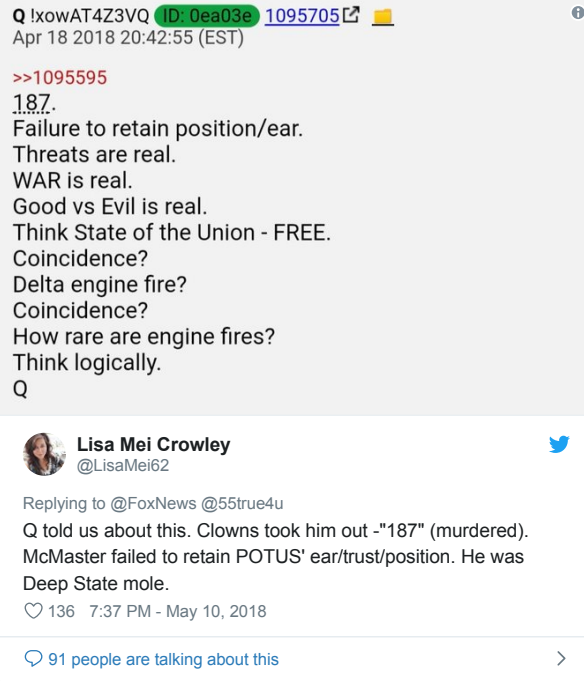 Q !xowAT4Z3VQ ID: 0ea03e 1095705
Apr 18 2018 20:42:55 (EST)
>>1095595
187.
Failure to retain position/ear.
Threats are real.
WAR is real.
Good vs Evil is real.
Think State of the Union - FREE.
Coincidence?
Delta engine fire?
Coincidence?
How rare are engine fires?
Think logically.
Q
Lisa Mei Crowley
@LisaMei62
Replying to @FoxNews @55true4u
Q told us about this. Clowns took him out -"187" (murdered).
McMaster failed to retain POTUS' ear/trust/position. He was
Deep State mole.
136 7:37 PM - May 10, 2018
91 people are talking about this